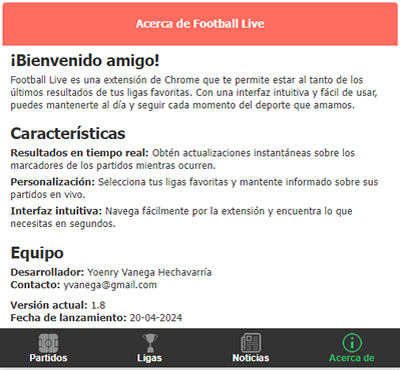 Acerca de Football Live
¡Bienvenido amigo!
Football Live es una extensión de Chrome que te permite estar al tanto de los
últimos resultados de tus ligas favoritas. Con una interfaz intuitiva y fácil de usar,
puedes mantenerte al día y seguir cada momento del deporte que amamos.
Características
Resultados en tiempo real: Obtén actualizaciones instantáneas sobre los
marcadores de los partidos mientras ocurren.
Personalización: Selecciona tus ligas favoritas y mantente informado sobre sus
partidos en vivo.
Interfaz intuitiva: Navega fácilmente por la extensión y encuentra lo que
necesitas en segundos.
Equipo
Desarrollador: Yoenry Vanega Hechavarría
Contacto: yvanega@gmail.com
Versión actual: 1.8
Fecha de lanzamiento: 20-04-2024
Partidos Ligas Noticias Acerca de